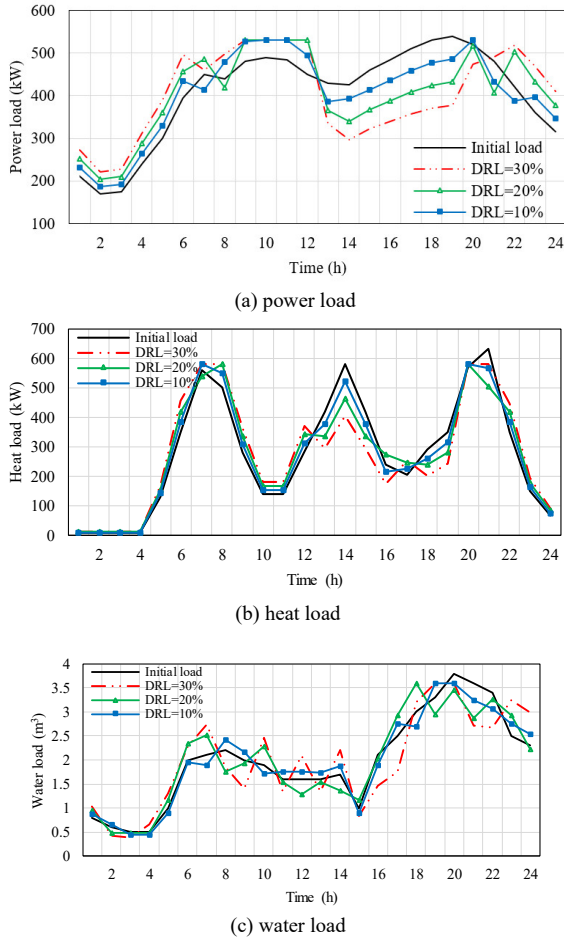 600
500
400
300
200
100
Power load (kW)
Initial load
DRL=30%
DRL=20%
DRL=10%
2 4 6 8 10 12 14 16 18 20 22 24
Time (h)
(a) power load
700
600
500
400
300
200
100
0
Heat load (kW)
Initial load
DRL=30%
DRL=20%
DRL=10%
2 4 6 8 10 12 14 16 18 20 22 24
Time (h)
(b) heat load
4
3.5
3
2.5
2
1.5
1
0.5
0
Water load (m³)
Initial load
DRL=30%
DRL=20%
DRL=10%
2 4 6 8 10 12 14 16 18 20 22 24
Time (h)
(c) water load